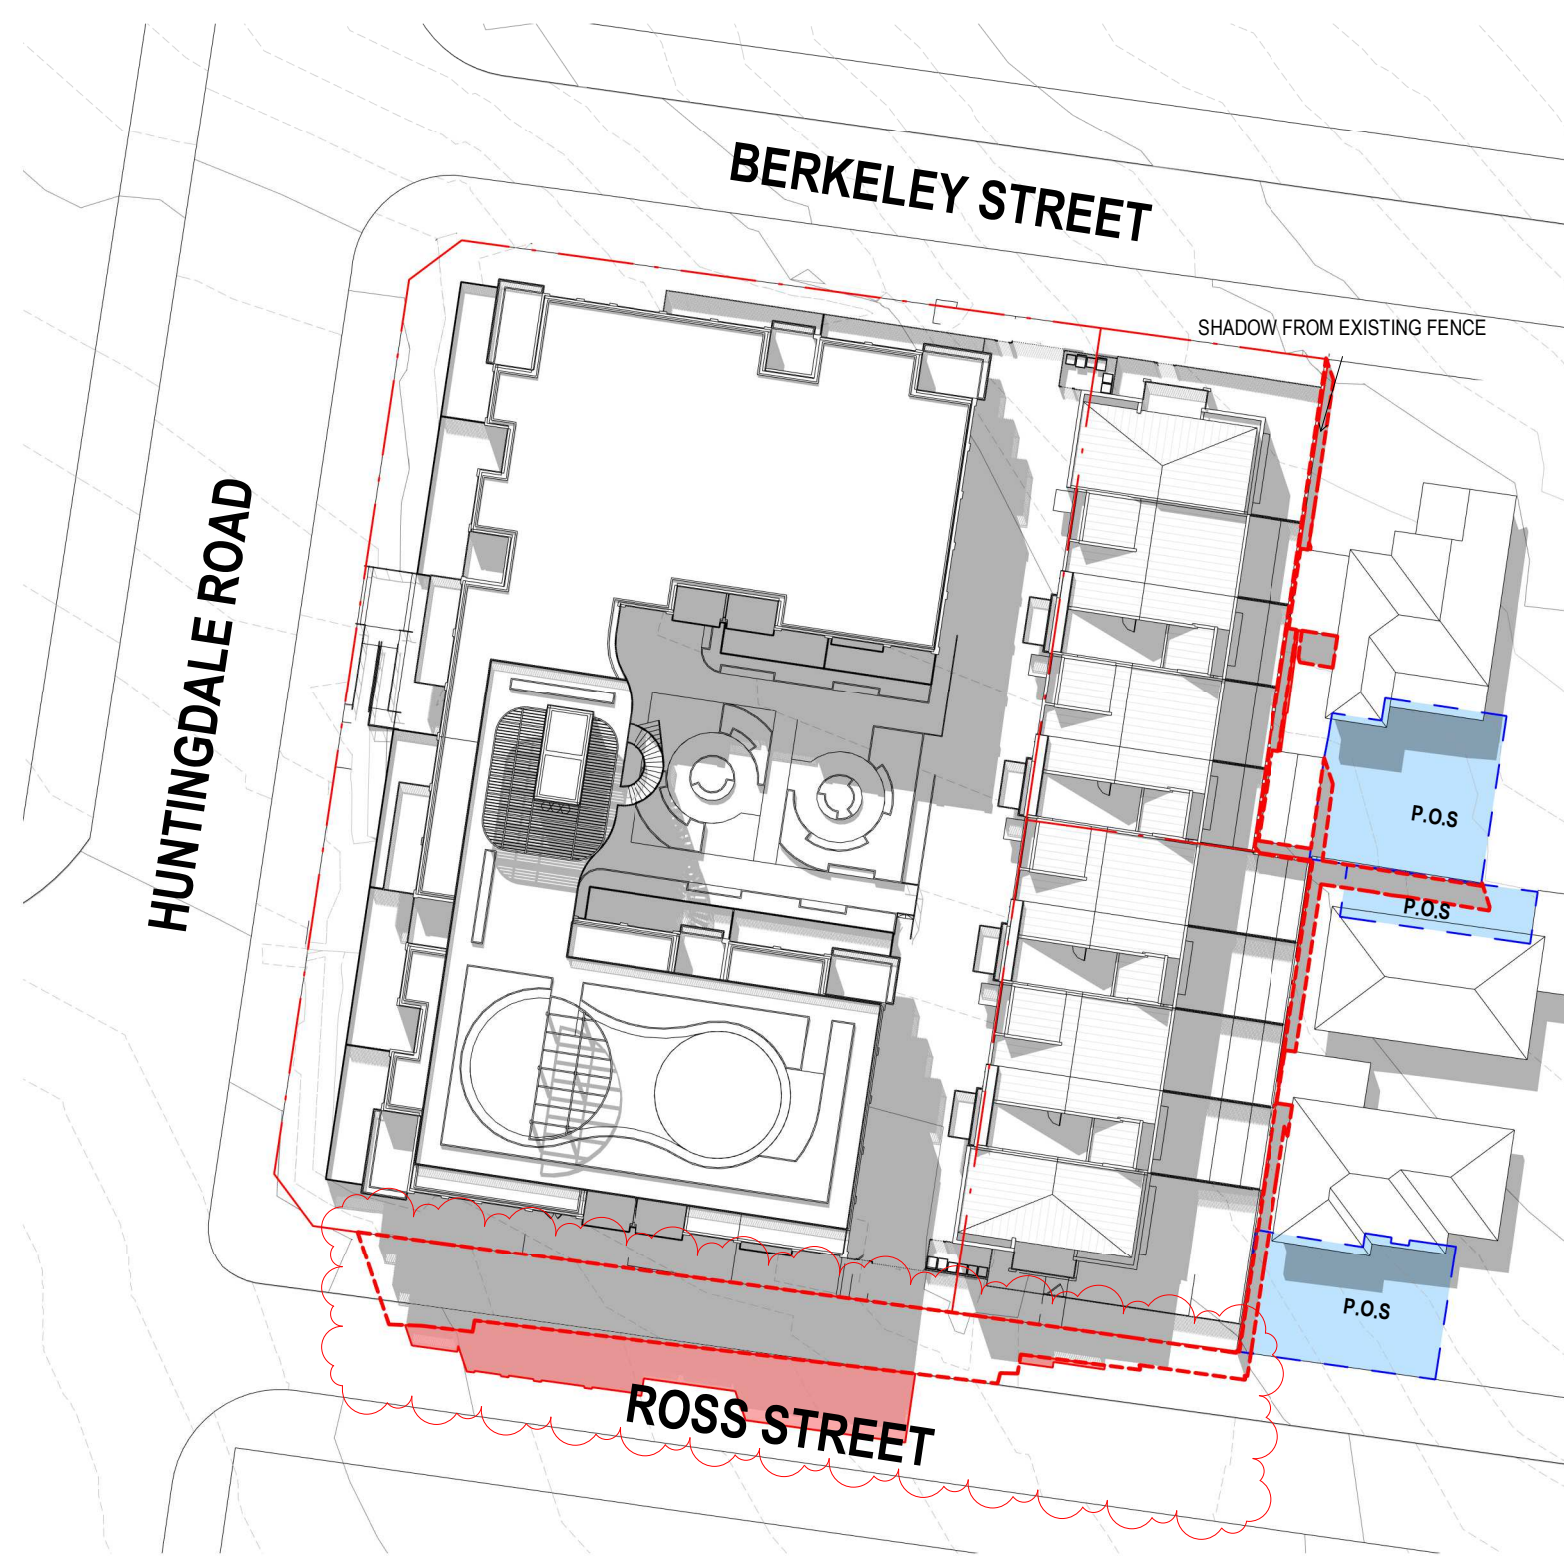 BERKELEY STREET
SHADOW FROM EXISTING FENCE
HUNTINGDALE ROAD
P.O.S
P.O.S
P.O.S
ROSS STREET